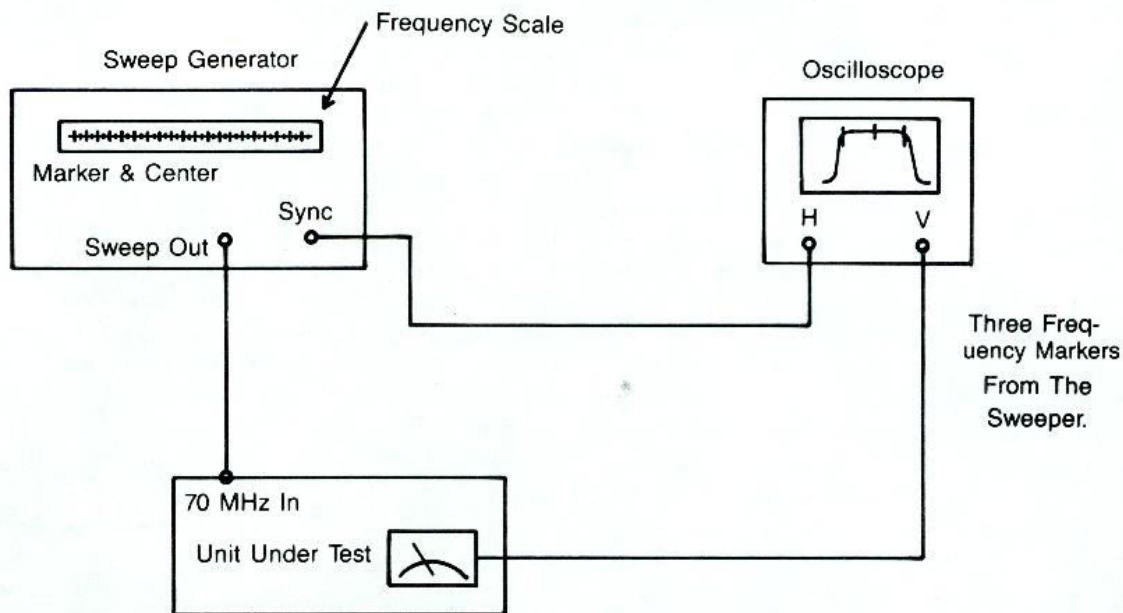 Frequency Scale
Sweep Generator
Oscilloscope
Marker & Center
Sync
Sweep Out
H
V
Three Freq-
uency Markers
From The
Sweeper.
70 MHz In
Unit Under Test